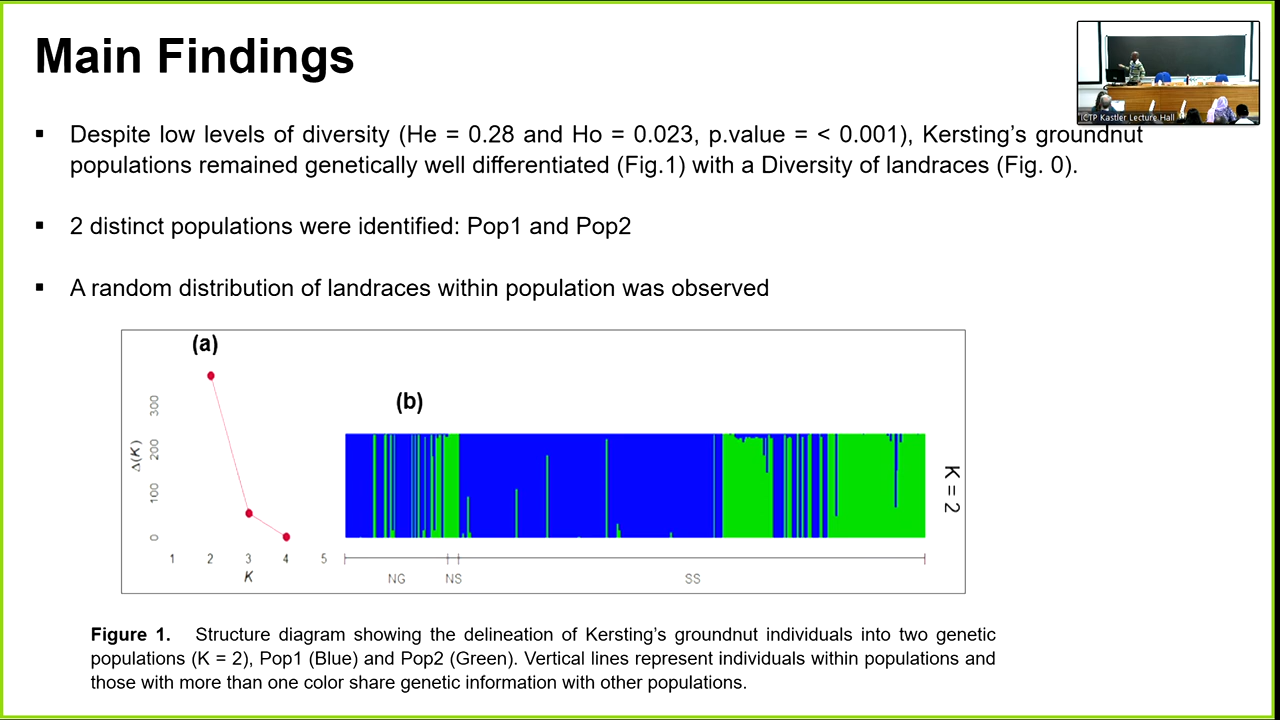 Main Findings
ICTP Kastler Lecture Hall
▪ Despite low levels of diversity (He = 0.28 and Ho = 0.023, p.value = < 0.001), Kersting’s groundnut
populations remained genetically well differentiated (Fig.1) with a Diversity of landraces (Fig. 0).
▪ 2 distinct populations were identified: Pop1 and Pop2
▪ A random distribution of landraces within population was observed
(a)
(b)
Δ(K)
300
200
100
0
1 2 3 4 5
K
NG NS SS
K = 2
Figure 1. Structure diagram showing the delineation of Kersting’s groundnut individuals into two genetic
populations (K = 2), Pop1 (Blue) and Pop2 (Green). Vertical lines represent individuals within populations and
those with more than one color share genetic information with other populations.